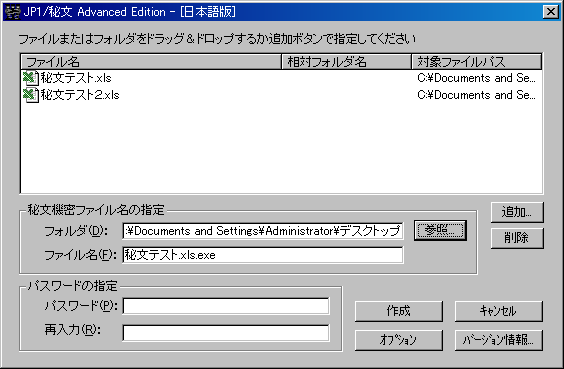 JP1/秘文 Advanced Edition - [日本語版]
ファイルまたはフォルダをドラッグ＆ドロップするか追加ボタンで指定してください
ファイル名 相対フォルダ名 対象ファイルパス
秘文テスト.xls C:¥Documents and Se...
秘文テスト2.xls C:¥Documents and Se...
秘文機密ファイル名の指定
フォルダ(D): :¥Documents and Settings¥Administrator¥デスクトップ 参照...
ファイル名(F): 秘文テスト.xls.exe
追加...
削除
パスワードの指定
パスワード(P):
再入力(R):
作成 ｷｬﾝｾﾙ
ｵﾌﾟｼｮﾝ ﾊﾞｰｼﾞｮﾝ情報...